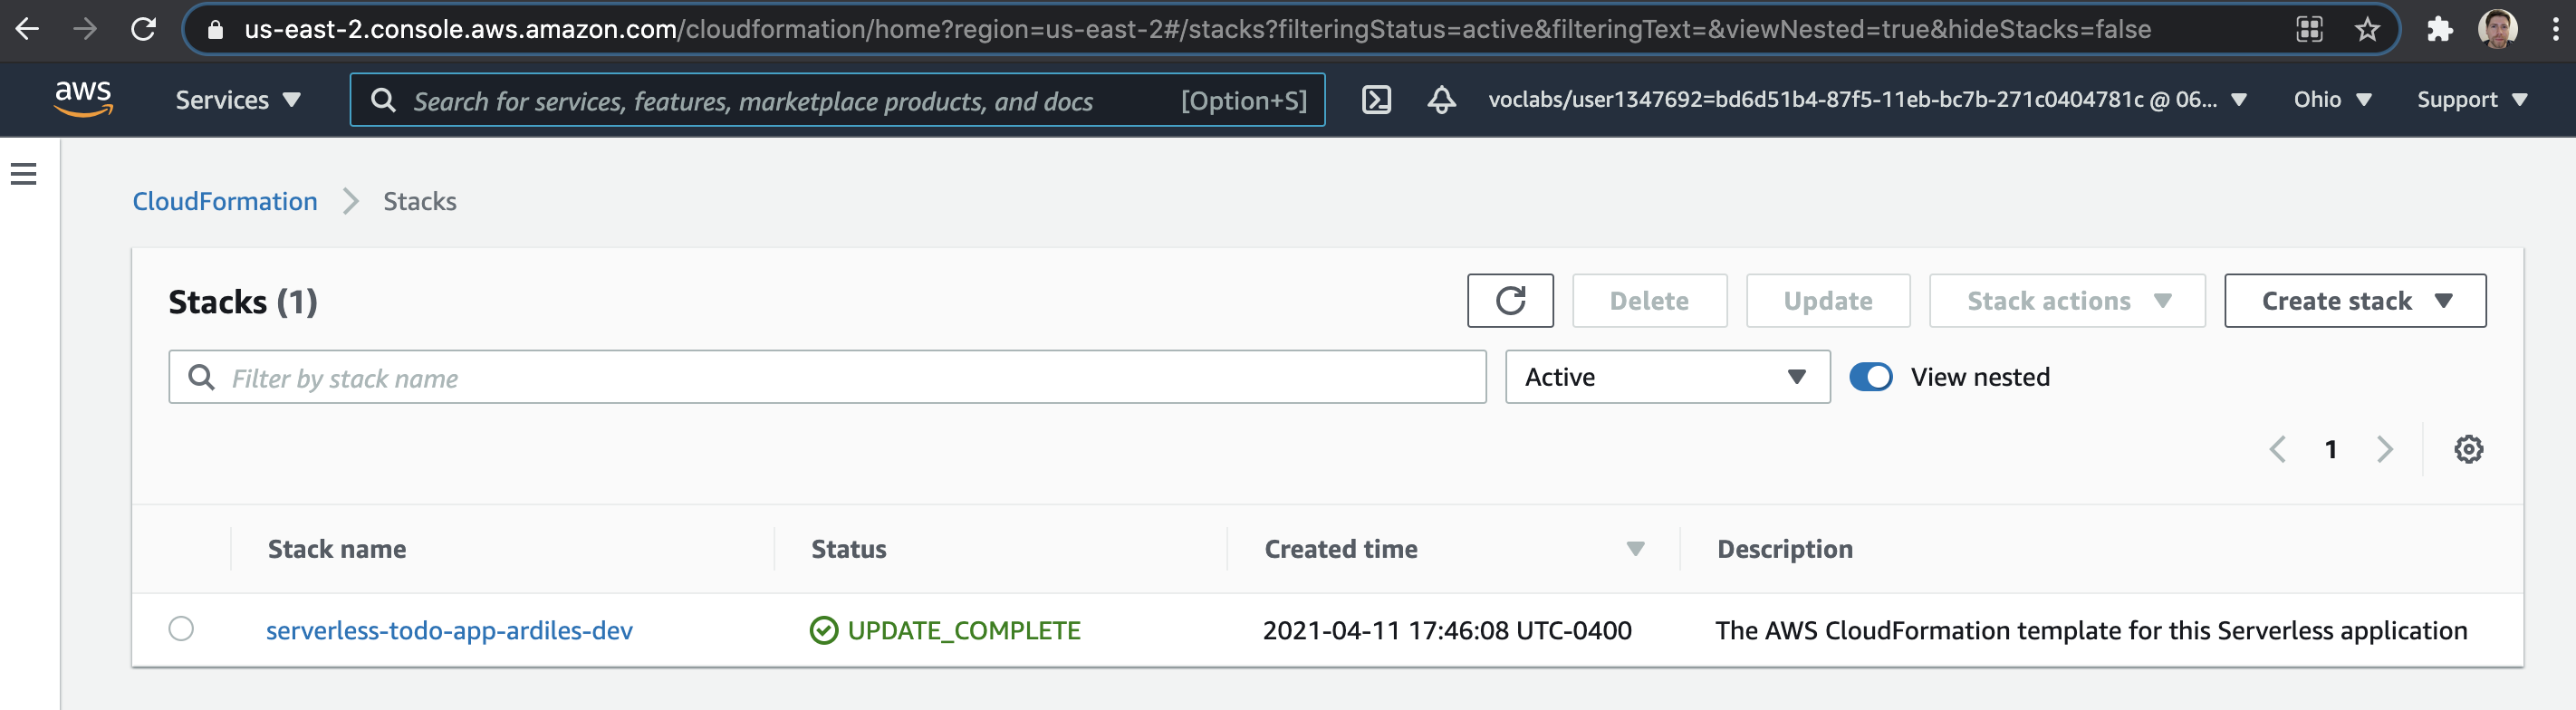 us-east-2.console.aws.amazon.com/cloudformation/home?region=us-east-2#/stacks?filteringStatus=active&filteringText=&viewNested=true&hideStacks=false
aws Services Search for services, features, marketplace products, and docs [Option+S] voclabs/user1347692=bd6d51b4-87f5-11eb-bc7b-271c0404781c @ 06... Ohio Support
CloudFormation Stacks
Stacks (1) Delete Update Stack actions Create stack
Filter by stack name Active View nested
1
Stack name Status Created time Description
serverless-todo-app-ardiles-dev UPDATE_COMPLETE 2021-04-11 17:46:08 UTC-0400 The AWS CloudFormation template for this Serverless application